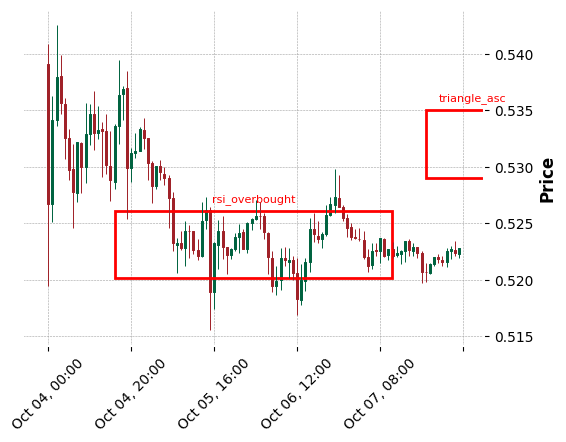 0.540
triangle_asc
0.535
0.530
rsi_overbought
0.525
0.520
0.515
Price
Oct 04, 00:00
Oct 04, 20:00
Oct 05, 16:00
Oct 06, 12:00
Oct 07, 08:00